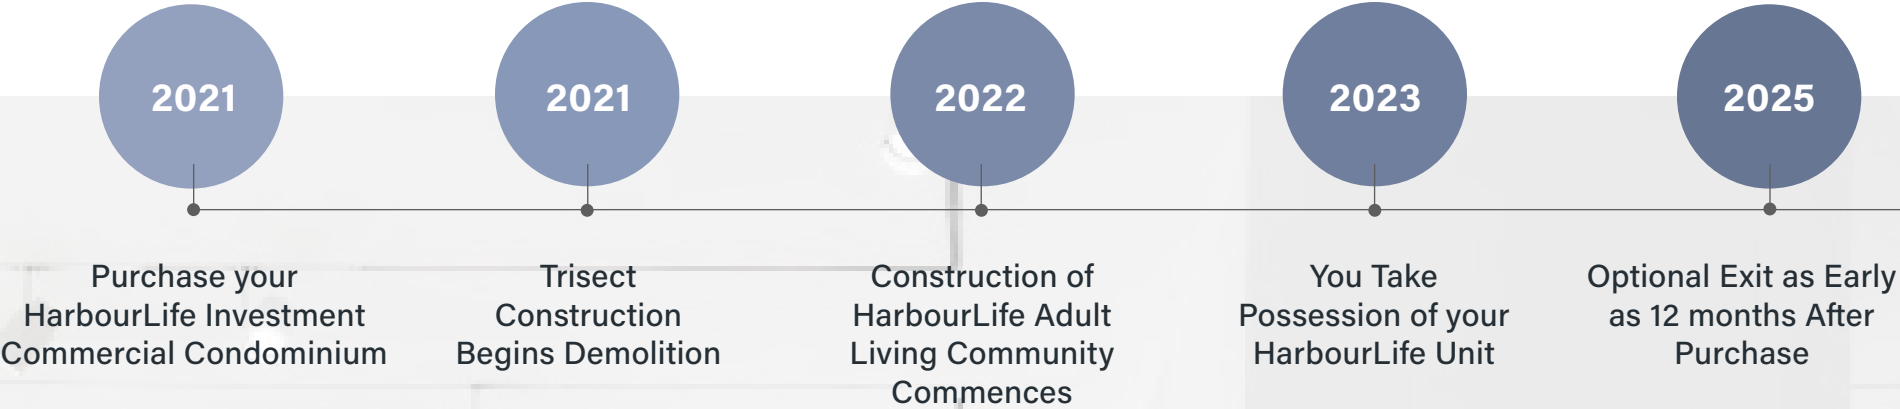 2021
Purchase your
HarbourLife Investment
Commercial Condominium
2021
Trisect
Construction
Begins Demolition
2022
Construction of
HarbourLife Adult
Living Community
Commences
2023
You Take
Possession of your
HarbourLife Unit
2025
Optional Exit as Early
as 12 months After
Purchase